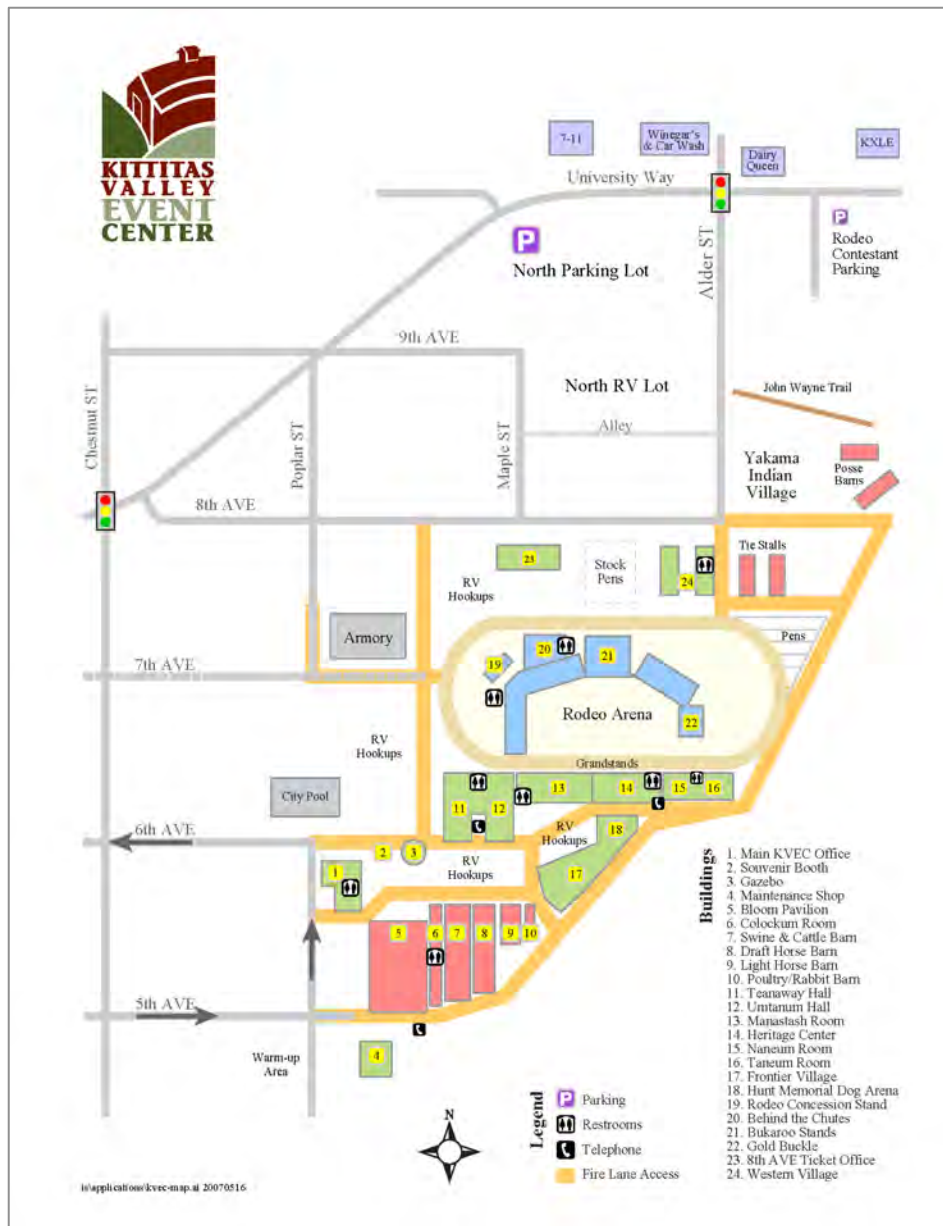 KITTITAS
VALLEY
EVENT
CENTER
7-11
Winegar's
& Car Wash
Dairy
Queen
KXLE
University Way
P
North Parking Lot
Alder ST
P
Rodeo
Contestant
Parking
9th AVE
North RV Lot
John Wayne Trail
Chestnut ST
Poplar ST
Maple ST
Alley
Yakama
Indian
Village
Posse
Barns
8th AVE
23
RV
Hookups
Stock
Pens
24
Tie Stalls
Armory
Pens
20
21
19
7th AVE
Rodeo Arena
22
RV
Hookups
Grandstands
City Pool
11
12
13
14
15
16
6th AVE
2
3
RV
Hookups
RV
Hookups
18
17
1
5
6
7
8
9
10
5th AVE
4
Warm-up
Area
Buildings
1. Main KVEC Office
2. Souvenir Booth
3. Gazebo
4. Maintenance Shop
5. Bloom Pavilion
6. Colockum Room
7. Swine & Cattle Barn
8. Draft Horse Barn
9. Light Horse Barn
10. Poultry/Rabbit Barn
11. Teanaway Hall
12. Umtanum Hall
13. Manastash Room
14. Heritage Center
15. Naneum Room
16. Taneum Room
17. Frontier Village
18. Hunt Memorial Dog Arena
19. Rodeo Concession Stand
20. Behind the Chutes
21. Bukaroo Stands
22. Gold Buckle
23. 8th AVE Ticket Office
24. Western Village
Legend
P Parking
Restrooms
Telephone
Fire Lane Access
N
is\applications\kvec-map.ai 20070516